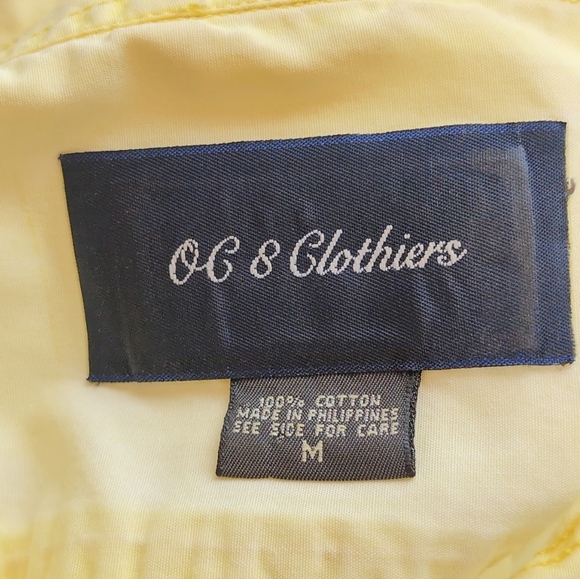 OC 8 Clothiers
100% COTTON
MADE IN PHILIPPINES
SEE SIDE FOR CARE
M